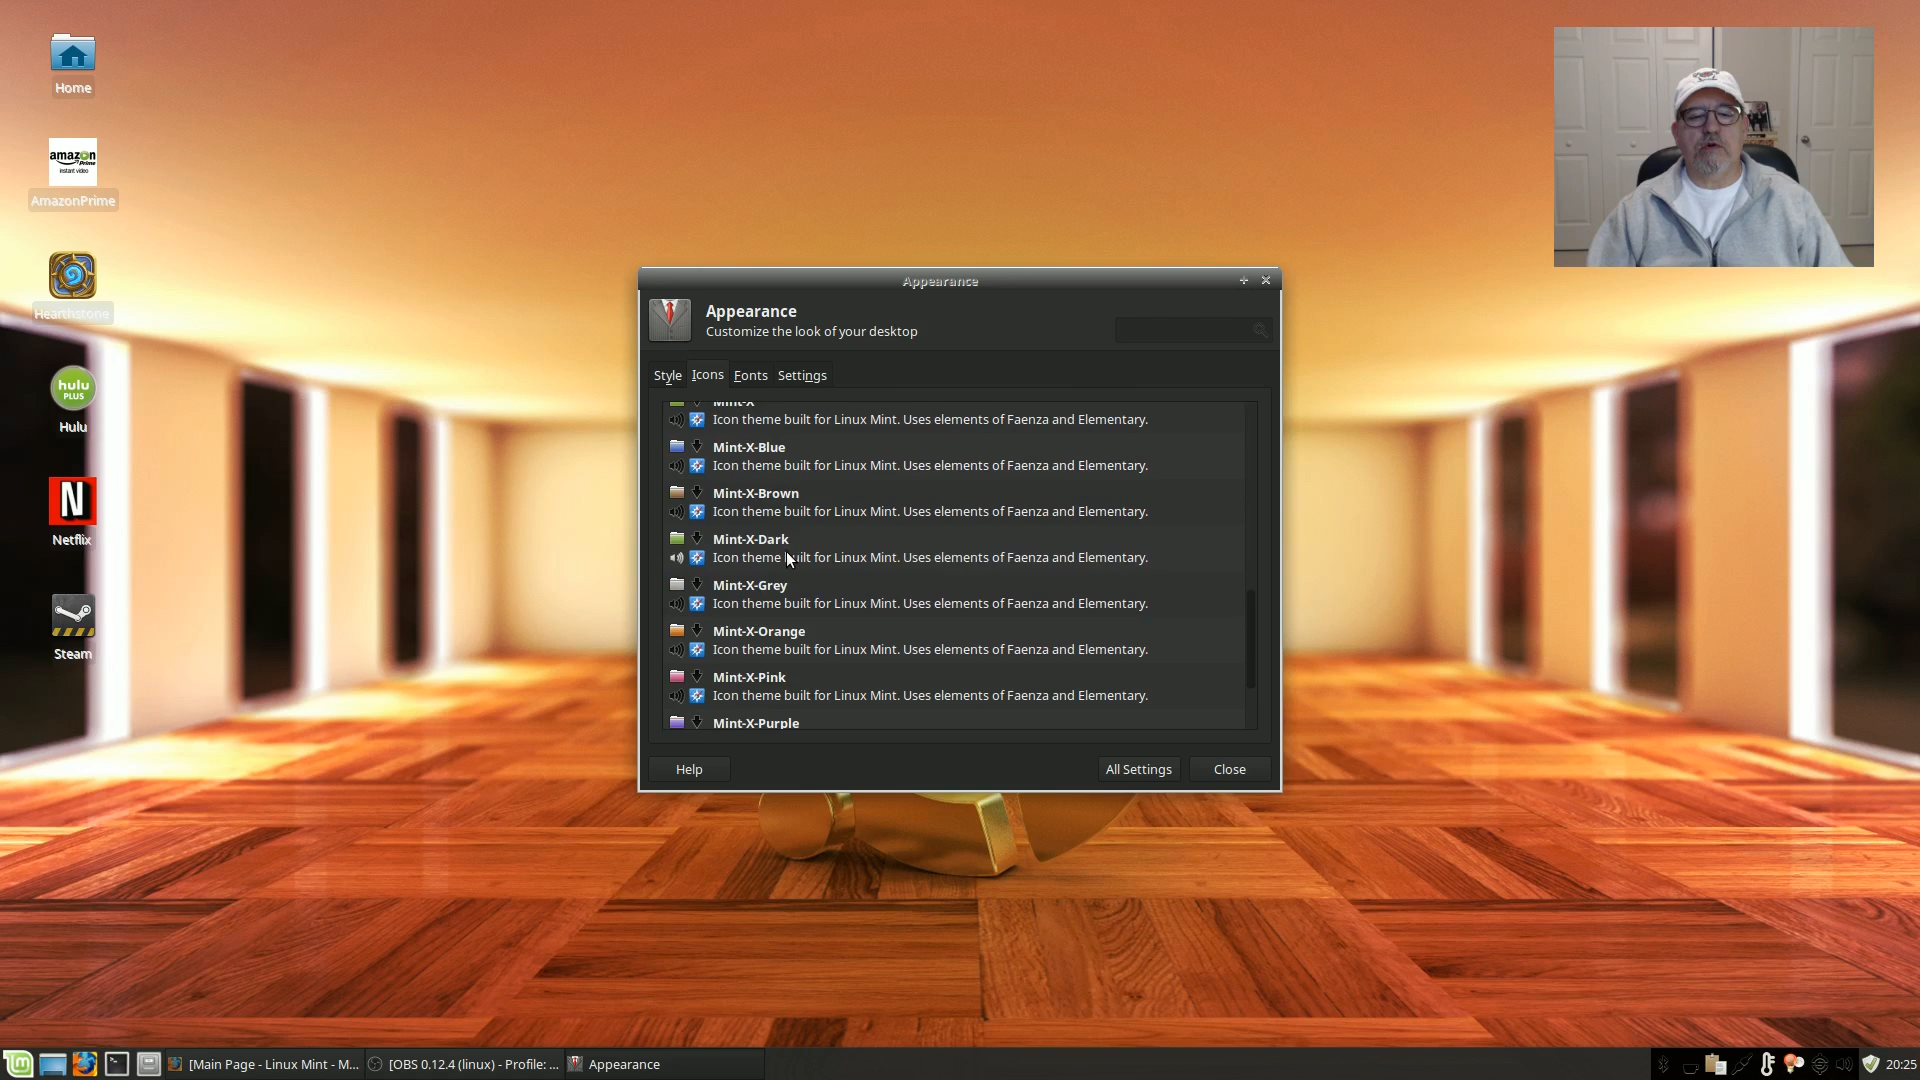 Home
amazon
Prime
instant video
AmazonPrime
Hearthstone
hulu
PLUS
Hulu
N
Netflix
Steam
Appearance
Appearance
Customize the look of your desktop
Style Icons Fonts Settings
Mint-X
Icon theme built for Linux Mint. Uses elements of Faenza and Elementary.
Mint-X-Blue
Icon theme built for Linux Mint. Uses elements of Faenza and Elementary.
Mint-X-Brown
Icon theme built for Linux Mint. Uses elements of Faenza and Elementary.
Mint-X-Dark
Icon theme built for Linux Mint. Uses elements of Faenza and Elementary.
Mint-X-Grey
Icon theme built for Linux Mint. Uses elements of Faenza and Elementary.
Mint-X-Orange
Icon theme built for Linux Mint. Uses elements of Faenza and Elementary.
Mint-X-Pink
Icon theme built for Linux Mint. Uses elements of Faenza and Elementary.
Mint-X-Purple
Help All Settings Close
[Main Page - Linux Mint - M... [OBS 0.12.4 (linux) - Profile: ... Appearance 20:25